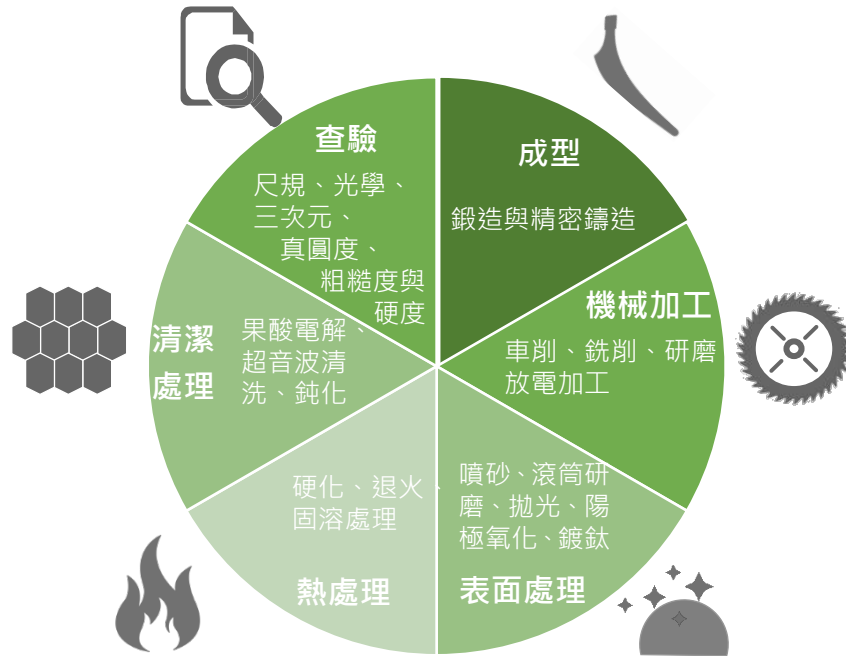 成型
鍛造與精密鑄造
機械加工
車削、銑削、研磨
放電加工
噴砂、滾筒研
磨、拋光、陽
極氧化、鍍鈦
表面處理
硬化、退火、
固溶處理
熱處理
清潔
處理
果酸電解、
超音波清
洗、鈍化
查驗
尺規、光學、
三次元、
真圓度、
粗糙度與
硬度